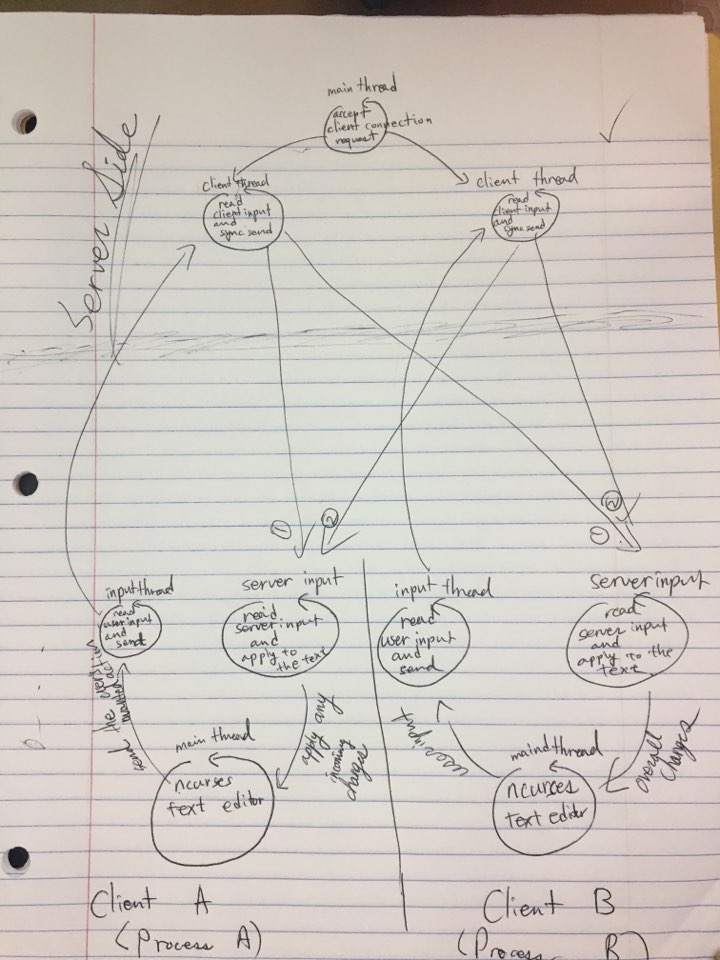 Server Side
main thread
accept
client connection
request
client thread
read
client input
and
sync send
client thread
read
client input
and
sync send
①
②
②
①
input thread
read
user input
and
send
server input
read
server input
and
apply to
the text
input thread
read
user input
and
send
server input
read
server input
and
apply to the
text
send the
apply any
incoming
changes
user input
overall
changes
main thread
ncurses
text editor
maind thread
ncurces
text editor
Client A
(Process A)
Client B
(Process B)